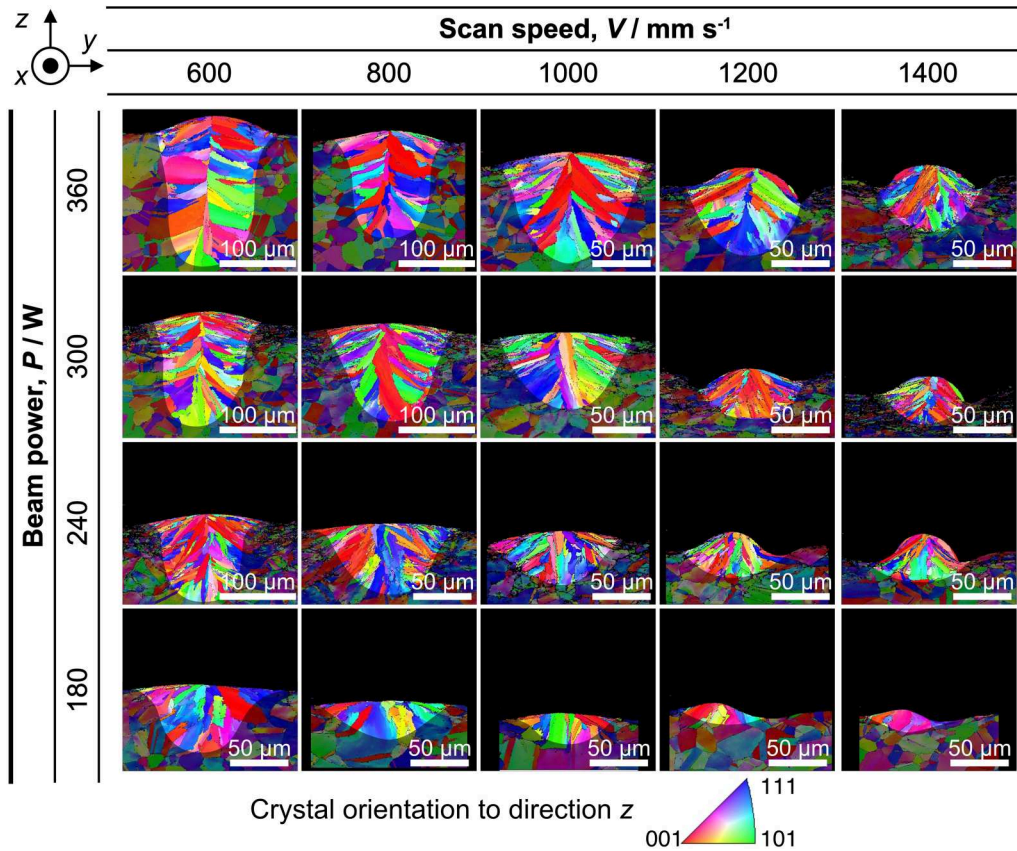 z
y
x
Scan speed, V / mm s⁻¹
600 800 1000 1200 1400
Beam power, P / W
360
100 µm 100 µm 50 µm 50 µm 50 µm
300
100 µm 100 µm 50 µm 50 µm 50 µm
240
100 µm 50 µm 50 µm 50 µm 50 µm
180
50 µm 50 µm 50 µm 50 µm 50 µm
Crystal orientation to direction z
111
001 101